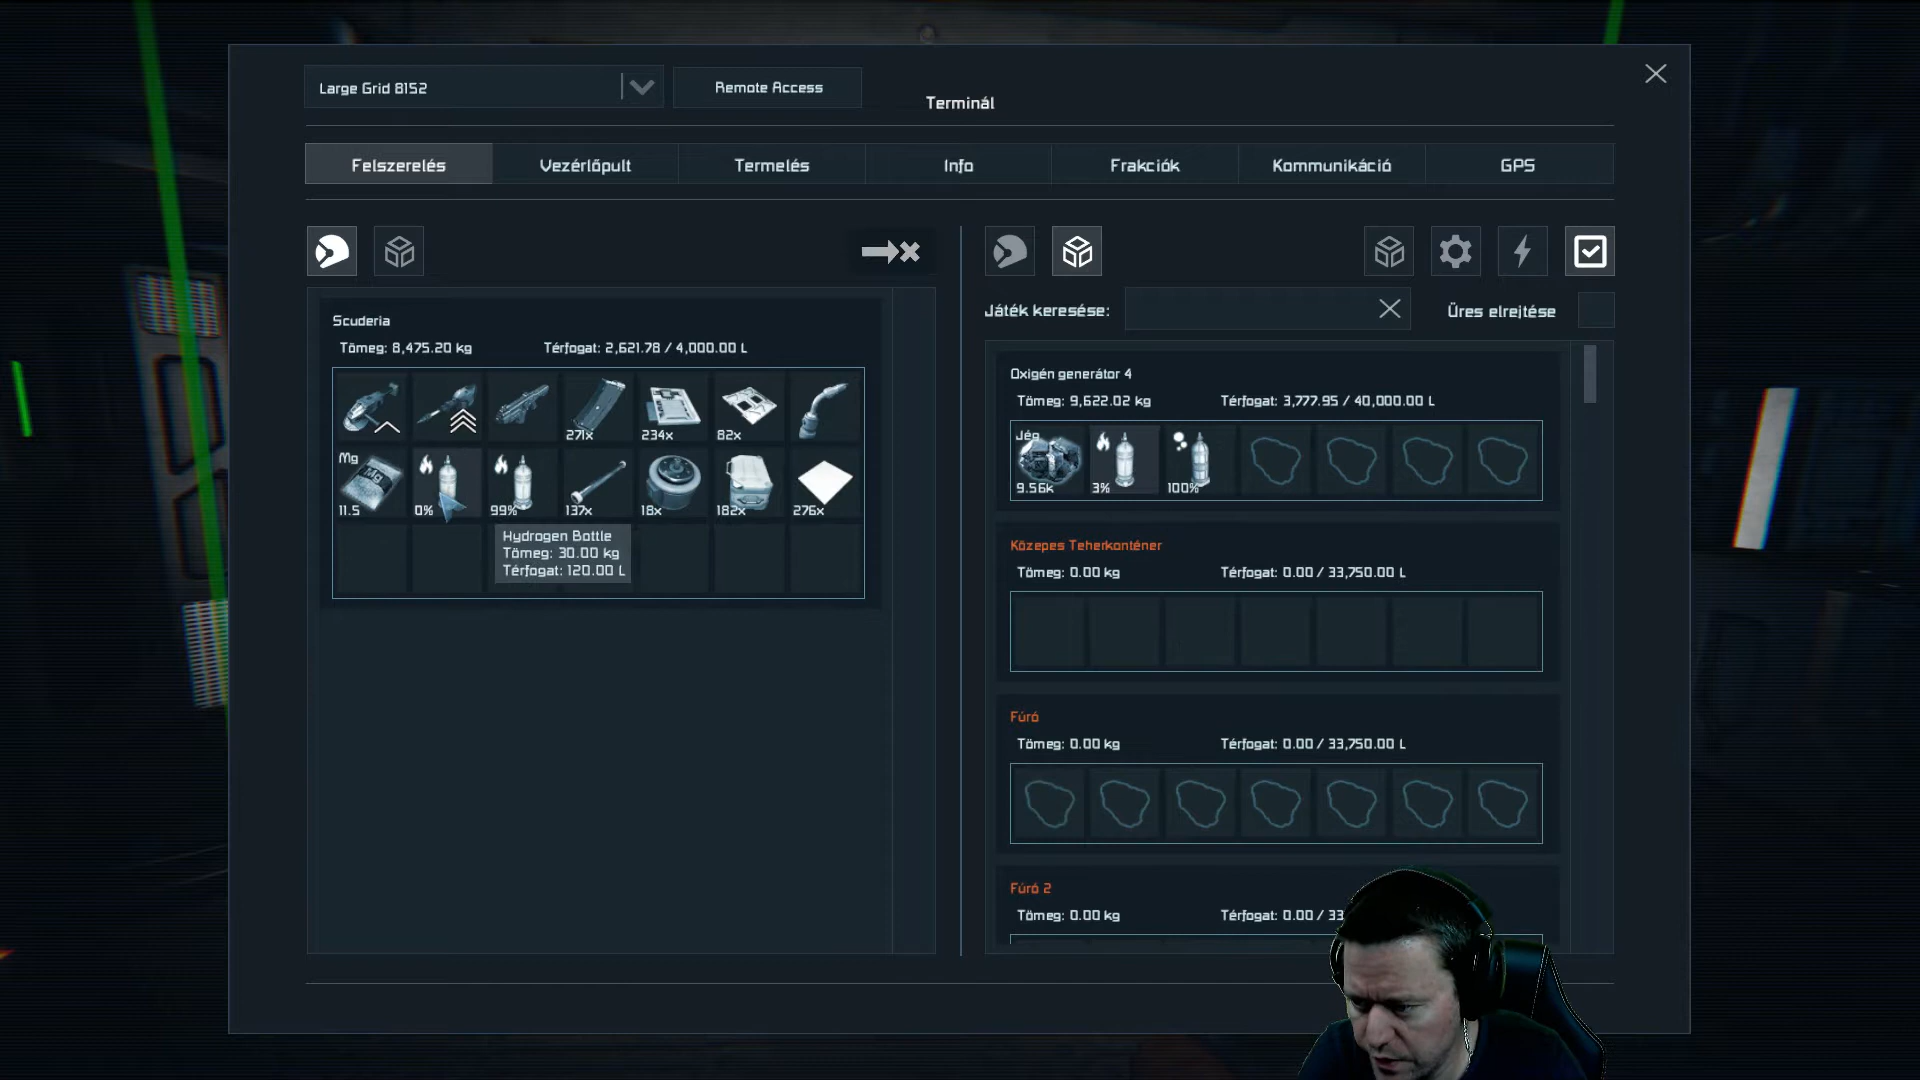 Large Grid 8152
Remote Access
Terminál
Felszerelés
Vezérlőpult
Termelés
Info
Frakciók
Kommunikáció
GPS
Játék keresése:
Üres elrejtése
Scuderia
Tömeg: 8,475.20 kg
Térfogat: 2,621.78 / 4,000.00 L
271x
234x
82x
Mg
Mg
11.5
0%
99%
137x
18x
182x
276x
Hydrogen Bottle
Tömeg: 30.00 kg
Térfogat: 120.00 L
Oxigén generátor 4
Tömeg: 9,622.02 kg
Térfogat: 3,777.95 / 40,000.00 L
Jég
9.56k
3%
100%
Közepes Teherkonténer
Tömeg: 0.00 kg
Térfogat: 0.00 / 33,750.00 L
Fúró
Tömeg: 0.00 kg
Térfogat: 0.00 / 33,750.00 L
Fúró 2
Tömeg: 0.00 kg
Térfogat: 0.00 / 33